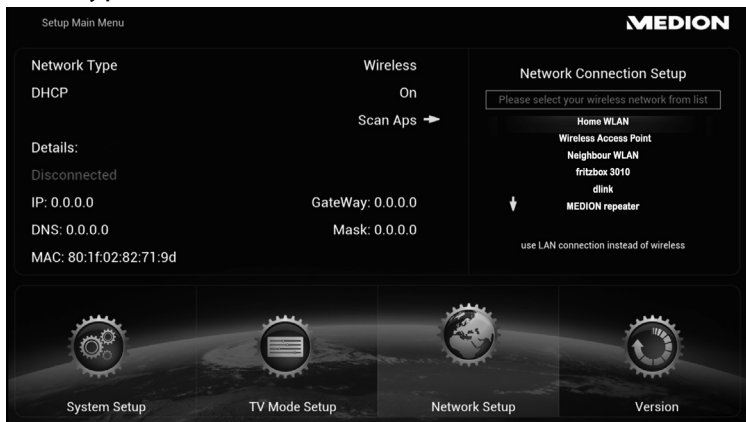 Setup Main Menu
MEDION
Network Type Wireless
DHCP On
Scan Aps
Details:
Disconnected
IP: 0.0.0.0 GateWay: 0.0.0.0
DNS: 0.0.0.0 Mask: 0.0.0.0
MAC: 80:1f:02:82:71:9d
Network Connection Setup
Please select your wireless network from list
Home WLAN
Wireless Access Point
Neighbour WLAN
fritzbox 3010
dlink
MEDION repeater
use LAN connection instead of wireless
System Setup
TV Mode Setup
Network Setup
Version